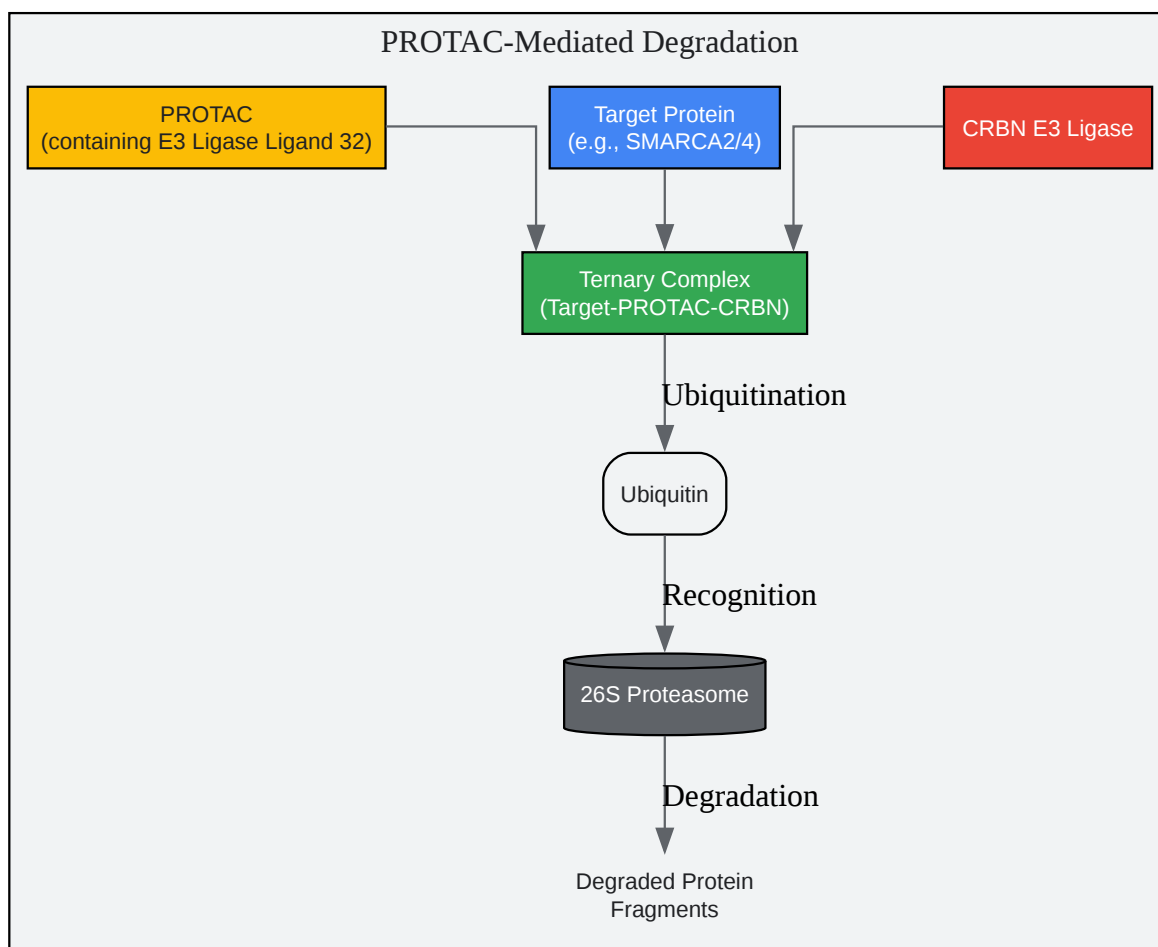 PROTAC-Mediated Degradation
PROTAC
(containing E3 Ligase Ligand 32)
Target Protein
(e.g., SMARCA2/4)
CRBN E3 Ligase
Ternary Complex
(Target-PROTAC-CRBN)
Ubiquitination
Ubiquitin
Recognition
26S Proteasome
Degradation
Degraded Protein
Fragments